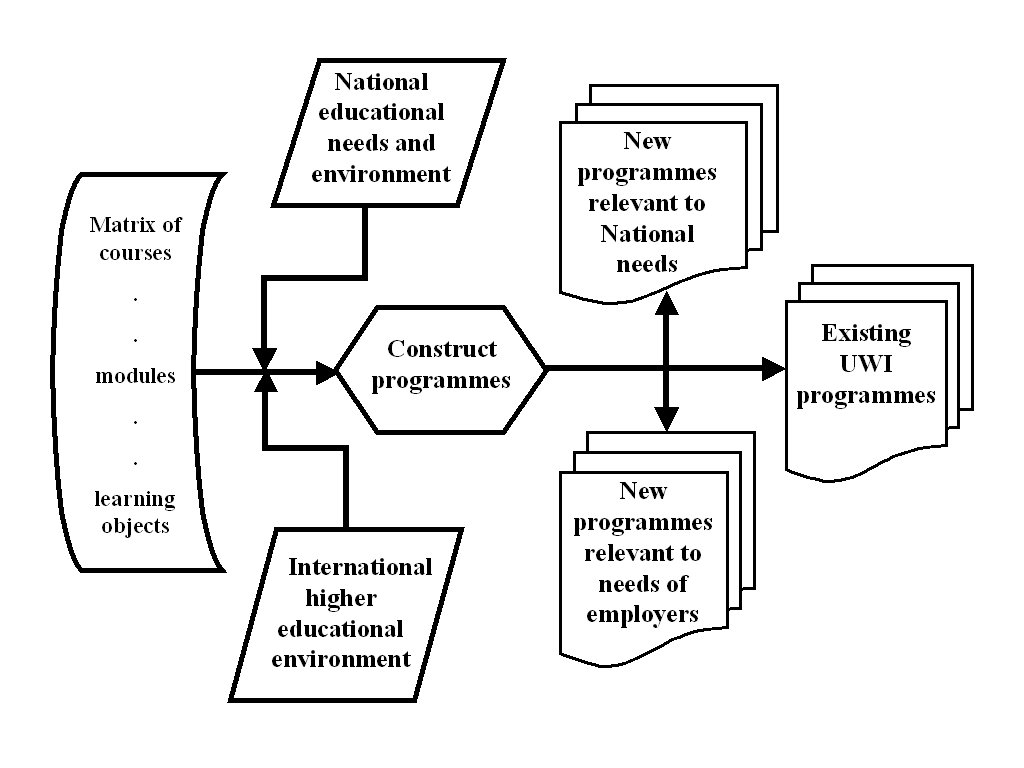 Matrix of
courses
.
.
modules
.
.
learning
objects
National
educational
needs and
environment
International
higher
educational
environment
Construct
programmes
New
programmes
relevant to
National
needs
New
programmes
relevant to
needs of
employers
Existing
UWI
programmes